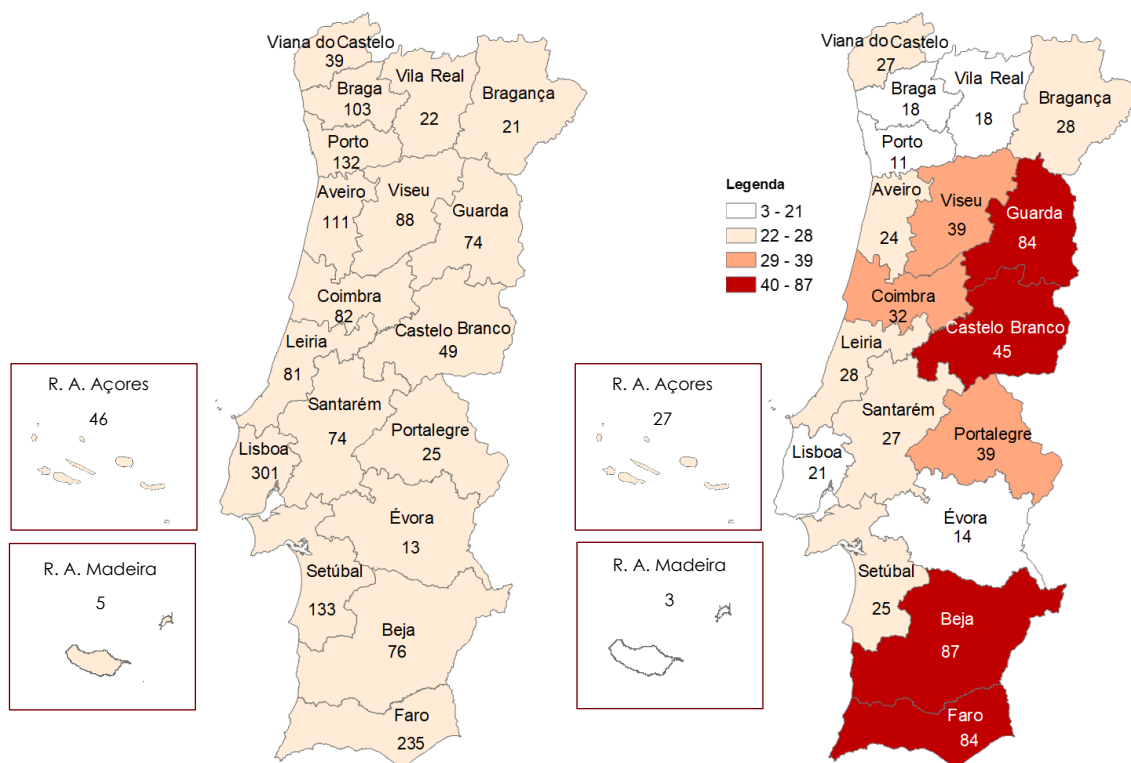 Viana do Castelo
39
Braga
103
Vila Real
22
Bragança
21
Porto
132
Aveiro
111
Viseu
88
Guarda
74
Coimbra
82
Castelo Branco
49
Leiria
81
Santarém
74
Portalegre
25
Lisboa
301
Évora
13
Setúbal
133
Beja
76
Faro
235
R. A. Açores
46
R. A. Madeira
5
Viana do Castelo
27
Braga
18
Vila Real
18
Bragança
28
Porto
11
Legenda
3 - 21
22 - 28
29 - 39
40 - 87
Aveiro
24
Viseu
39
Guarda
84
Coimbra
32
Castelo Branco
45
Leiria
28
Santarém
27
Portalegre
39
Lisboa
21
Évora
14
Setúbal
25
Beja
87
Faro
84
R. A. Açores
27
R. A. Madeira
3